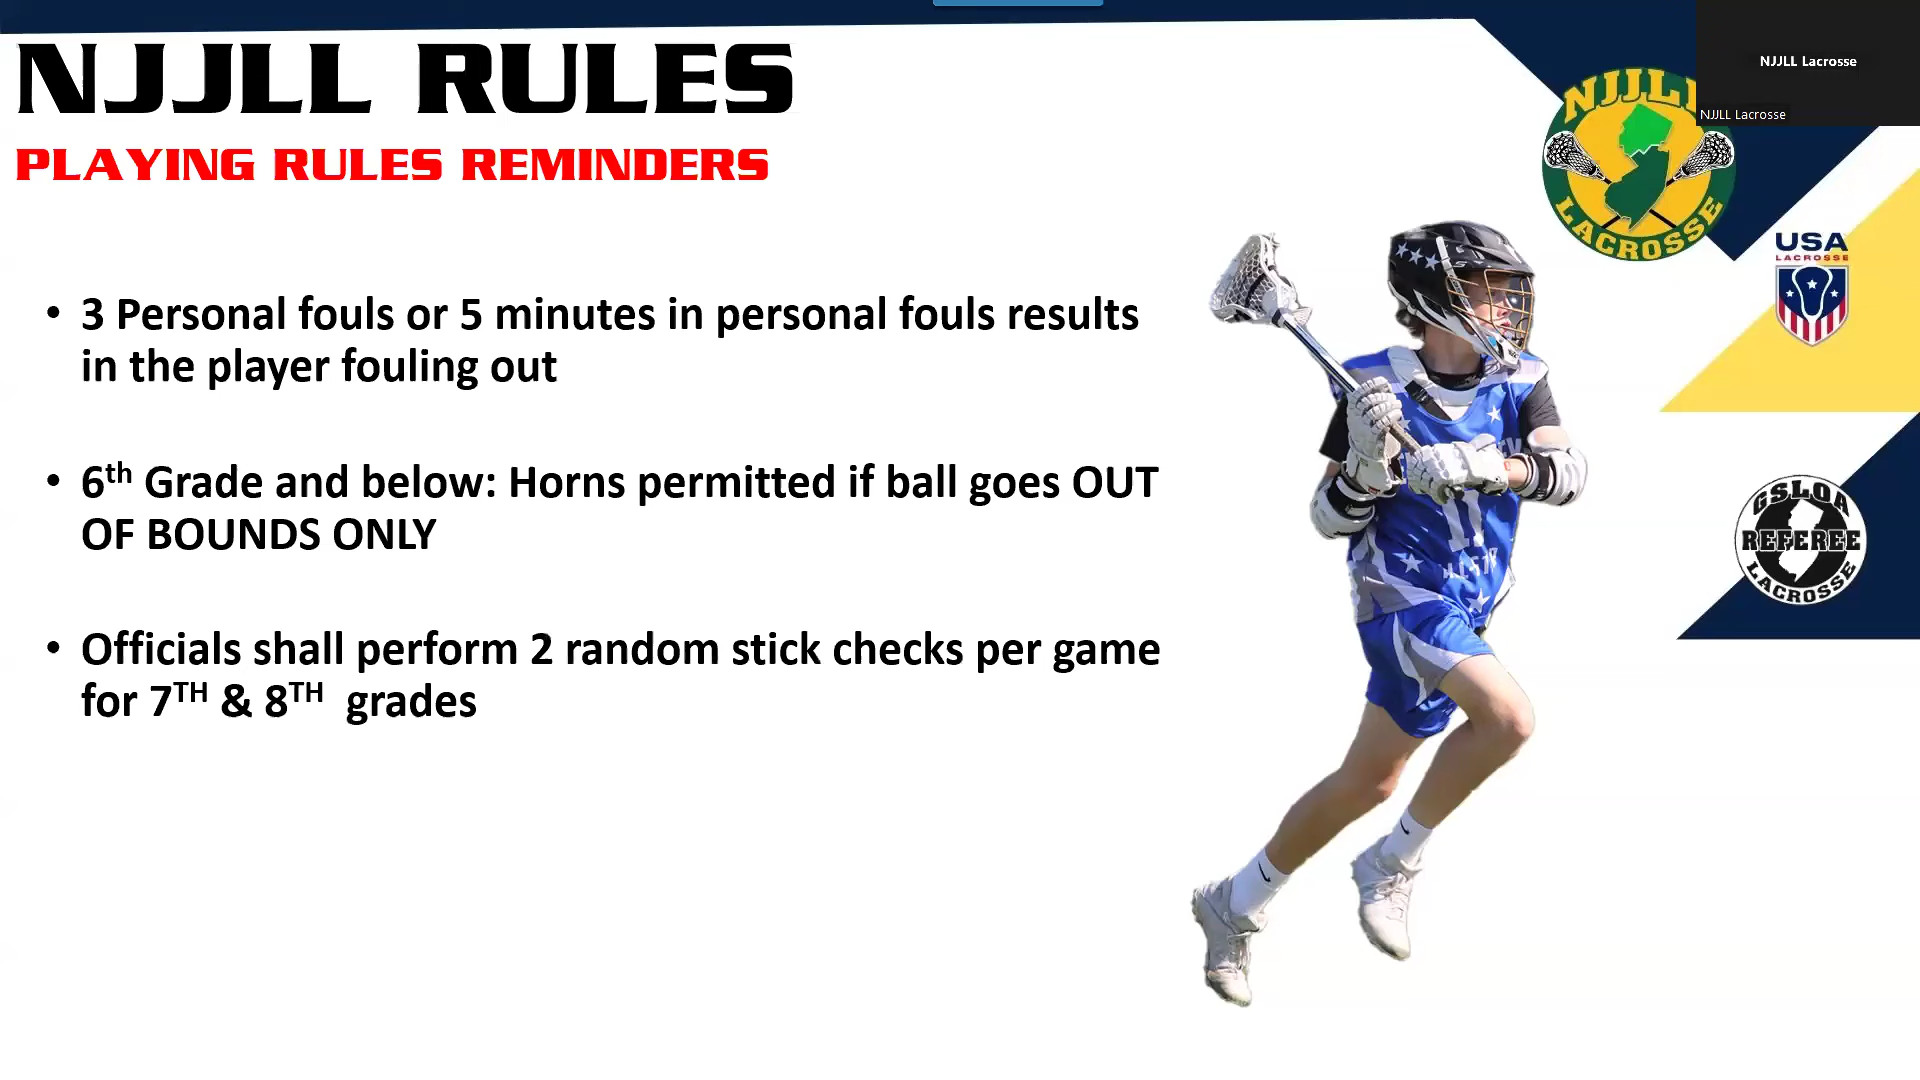 NJJLL RULES
PLAYING RULES REMINDERS
• 3 Personal fouls or 5 minutes in personal fouls results
in the player fouling out
• 6th Grade and below: Horns permitted if ball goes OUT
OF BOUNDS ONLY
• Officials shall perform 2 random stick checks per game
for 7TH & 8TH grades
NJJLL Lacrosse
NJJLL Lacrosse
NJJLL
LACROSSE
USA
LACROSSE
GSLOA
REFEREE
LACROSSE
11